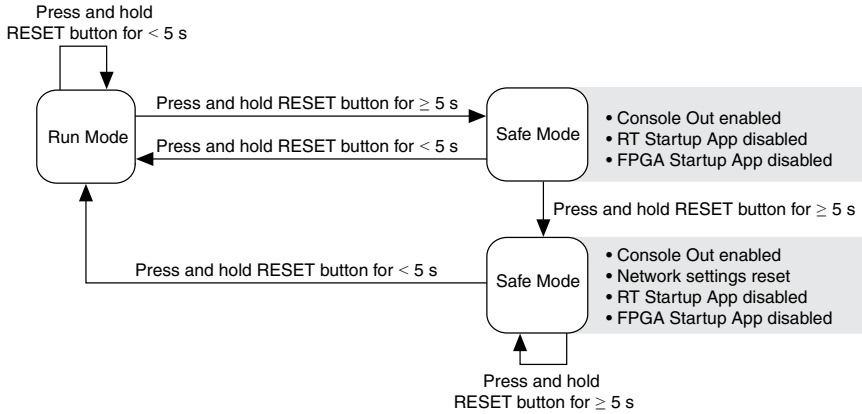 Press and hold
RESET button for < 5 s
Run Mode
Press and hold RESET button for ≥ 5 s
Press and hold RESET button for < 5 s
Safe Mode
• Console Out enabled
• RT Startup App disabled
• FPGA Startup App disabled
Press and hold RESET button for ≥ 5 s
Press and hold RESET button for < 5 s
Safe Mode
• Console Out enabled
• Network settings reset
• RT Startup App disabled
• FPGA Startup App disabled
Press and hold
RESET button for ≥ 5 s